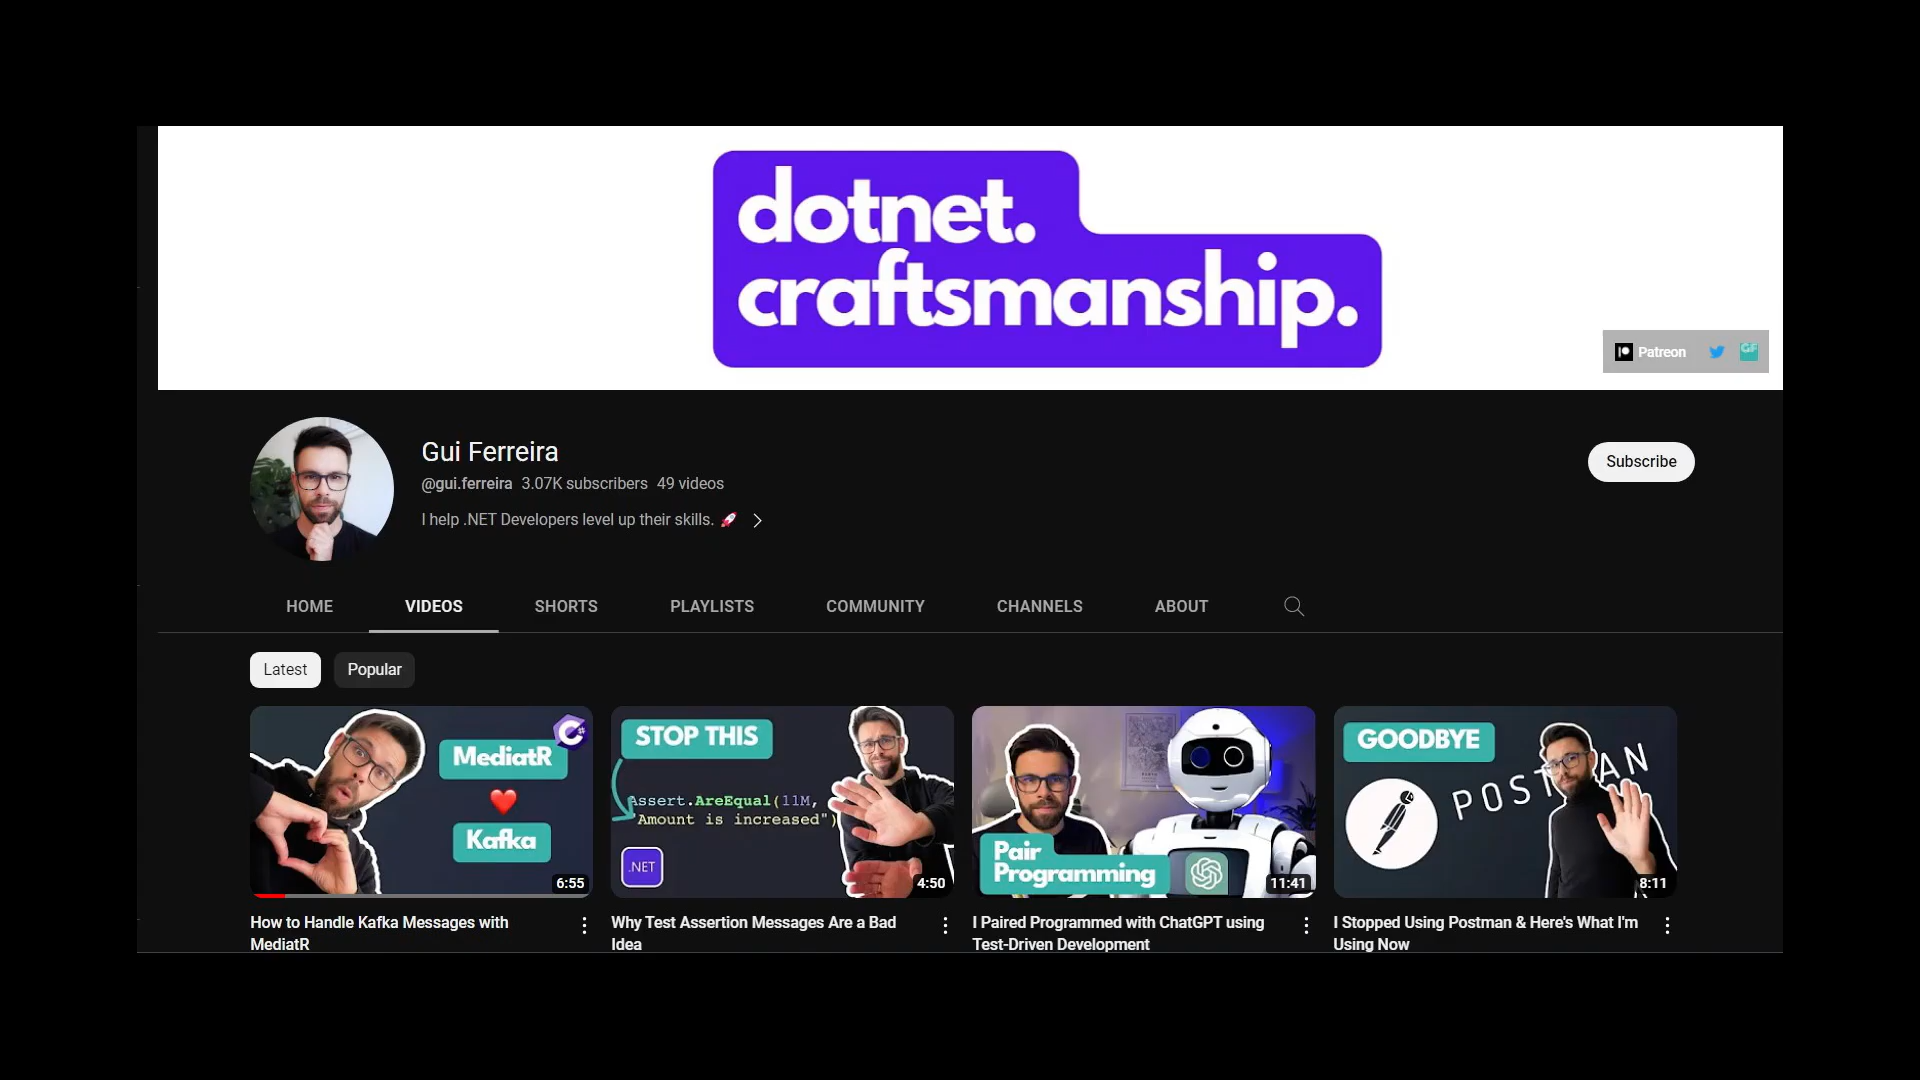 dotnet.
craftsmanship.
Patreon
GF
Gui Ferreira
@gui.ferreira 3.07K subscribers 49 videos
I help .NET Developers level up their skills. 🚀
Subscribe
HOME VIDEOS SHORTS PLAYLISTS COMMUNITY CHANNELS ABOUT
Latest Popular
C#
MediatR
❤️
Kafka
6:55
STOP THIS
Assert.AreEqual(11M,
"Amount is increased")
.NET
4:50
Pair
Programming
11:41
GOODBYE
POSTMAN
8:11
How to Handle Kafka Messages with
MediatR
Why Test Assertion Messages Are a Bad
Idea
I Paired Programmed with ChatGPT using
Test-Driven Development
I Stopped Using Postman & Here's What I'm
Using Now